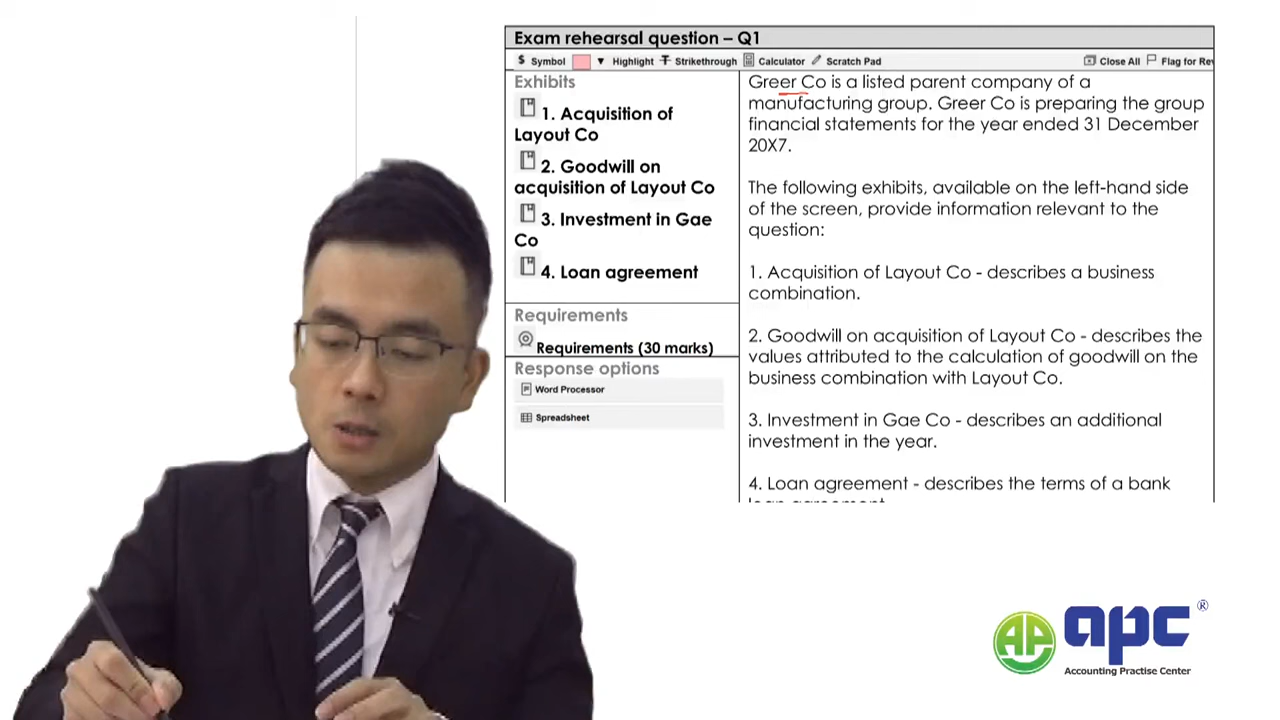 Exam rehearsal question – Q1
$ Symbol ▼ Highlight Strikethrough Calculator Scratch Pad Close All Flag for Rev
Exhibits
1. Acquisition of
Layout Co
2. Goodwill on
acquisition of Layout Co
3. Investment in Gae
Co
4. Loan agreement
Requirements
Requirements (30 marks)
Response options
Word Processor
Spreadsheet
Greer Co is a listed parent company of a
manufacturing group. Greer Co is preparing the group
financial statements for the year ended 31 December
20X7.
The following exhibits, available on the left-hand side
of the screen, provide information relevant to the
question:
1. Acquisition of Layout Co - describes a business
combination.
2. Goodwill on acquisition of Layout Co - describes the
values attributed to the calculation of goodwill on the
business combination with Layout Co.
3. Investment in Gae Co - describes an additional
investment in the year.
4. Loan agreement - describes the terms of a bank
loan agreement
AP apc ®
Accounting Practise Center